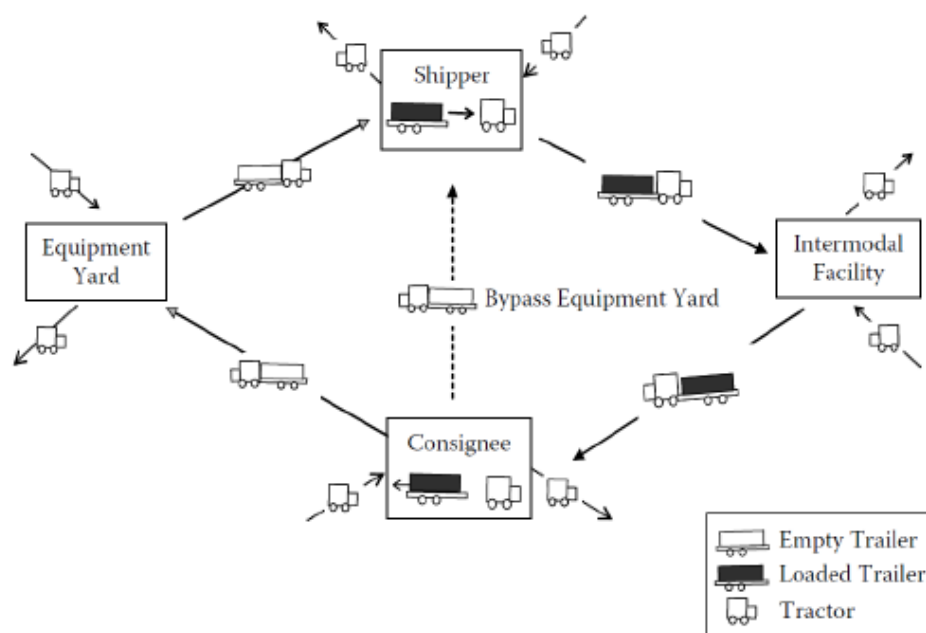 Shipper
Equipment
Yard
Intermodal
Facility
Bypass Equipment Yard
Consignee
Empty Trailer
Loaded Trailer
Tractor